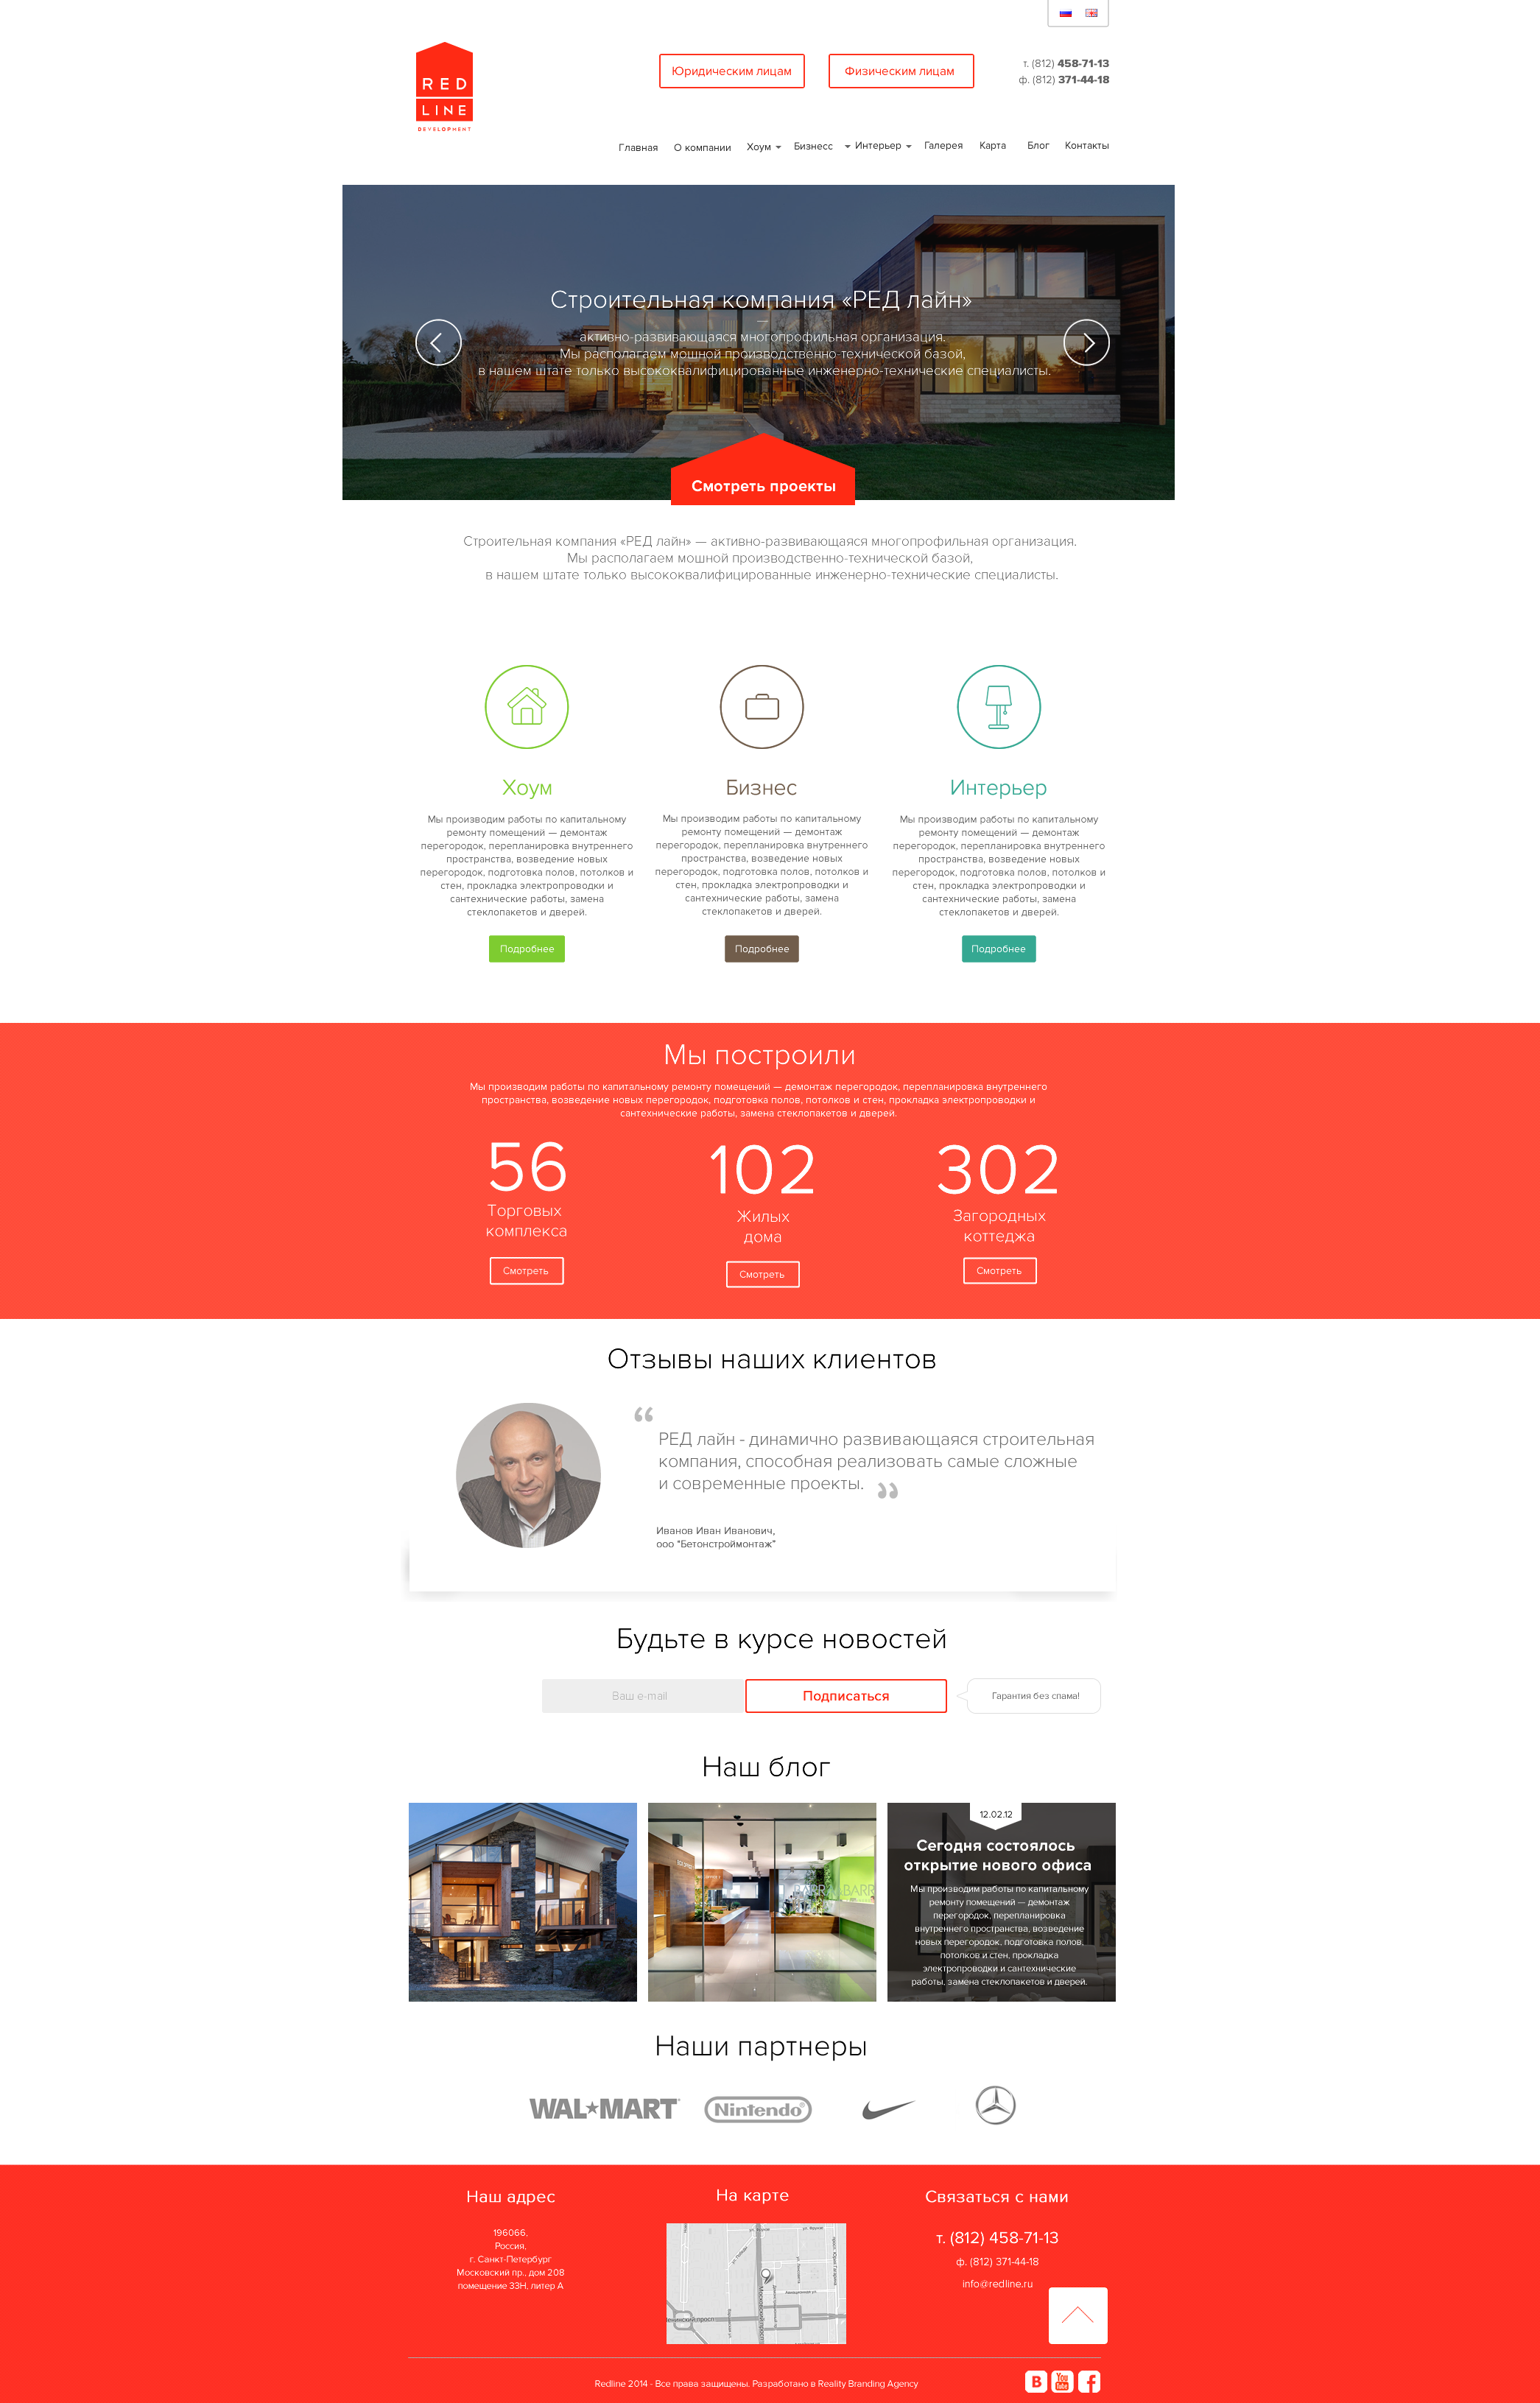 RED
LINE
DEVELOPMENT
Юридическим лицам
Физическим лицам
т. (812) 458-71-13
ф. (812) 371-44-18
Главная О компании Хоум Бизнесс Интерьер Галерея Карта Блог Контакты
Строительная компания «РЕД лайн»
активно-развивающаяся многопрофильная организация.
Мы располагаем мошной производственно-технической базой,
в нашем штате только высококвалифицированные инженерно-технические специалисты.
Смотреть проекты
Строительная компания «РЕД лайн» — активно-развивающаяся многопрофильная организация.
Мы располагаем мошной производственно-технической базой,
в нашем штате только высококвалифицированные инженерно-технические специалисты.
Хоум
Мы производим работы по капитальному
ремонту помещений — демонтаж
перегородок, перепланировка внутреннего
пространства, возведение новых
перегородок, подготовка полов, потолков и
стен, прокладка электропроводки и
сантехнические работы, замена
стеклопакетов и дверей.
Подробнее
Бизнес
Мы производим работы по капитальному
ремонту помещений — демонтаж
перегородок, перепланировка внутреннего
пространства, возведение новых
перегородок, подготовка полов, потолков и
стен, прокладка электропроводки и
сантехнические работы, замена
стеклопакетов и дверей.
Подробнее
Интерьер
Мы производим работы по капитальному
ремонту помещений — демонтаж
перегородок, перепланировка внутреннего
пространства, возведение новых
перегородок, подготовка полов, потолков и
стен, прокладка электропроводки и
сантехнические работы, замена
стеклопакетов и дверей.
Подробнее
Мы построили
Мы производим работы по капитальному ремонту помещений — демонтаж перегородок, перепланировка внутреннего
пространства, возведение новых перегородок, подготовка полов, потолков и стен, прокладка электропроводки и
сантехнические работы, замена стеклопакетов и дверей.
56
Торговых
комплекса
Смотреть
102
Жилых
дома
Смотреть
302
Загородных
коттеджа
Смотреть
Отзывы наших клиентов
“
РЕД лайн - динамично развивающаяся строительная
компания, способная реализовать самые сложные
и современные проекты. ”
Иванов Иван Иванович,
ооо "Бетонстроймонтаж"
Будьте в курсе новостей
Ваш e-mail
Подписаться
Гарантия без спама!
Наш блог
12.02.12
Сегодня состоялось
открытие нового офиса
Мы производим работы по капитальному
ремонту помещений — демонтаж
перегородок, перепланировка
внутреннего пространства, возведение
новых перегородок, подготовка полов,
потолков и стен, прокладка
электропроводки и сантехнические
работы, замена стеклопакетов и дверей.
Наши партнеры
WAL★MART
Nintendo®
Наш адрес
196066,
Россия,
г. Санкт-Петербург
Московский пр., дом 208
помещение 33Н, литер А
На карте
Связаться с нами
т. (812) 458-71-13
ф. (812) 371-44-18
info@redline.ru
Redline 2014 - Все права защищены. Разработано в Reality Branding Agency
В
You
Tube
f